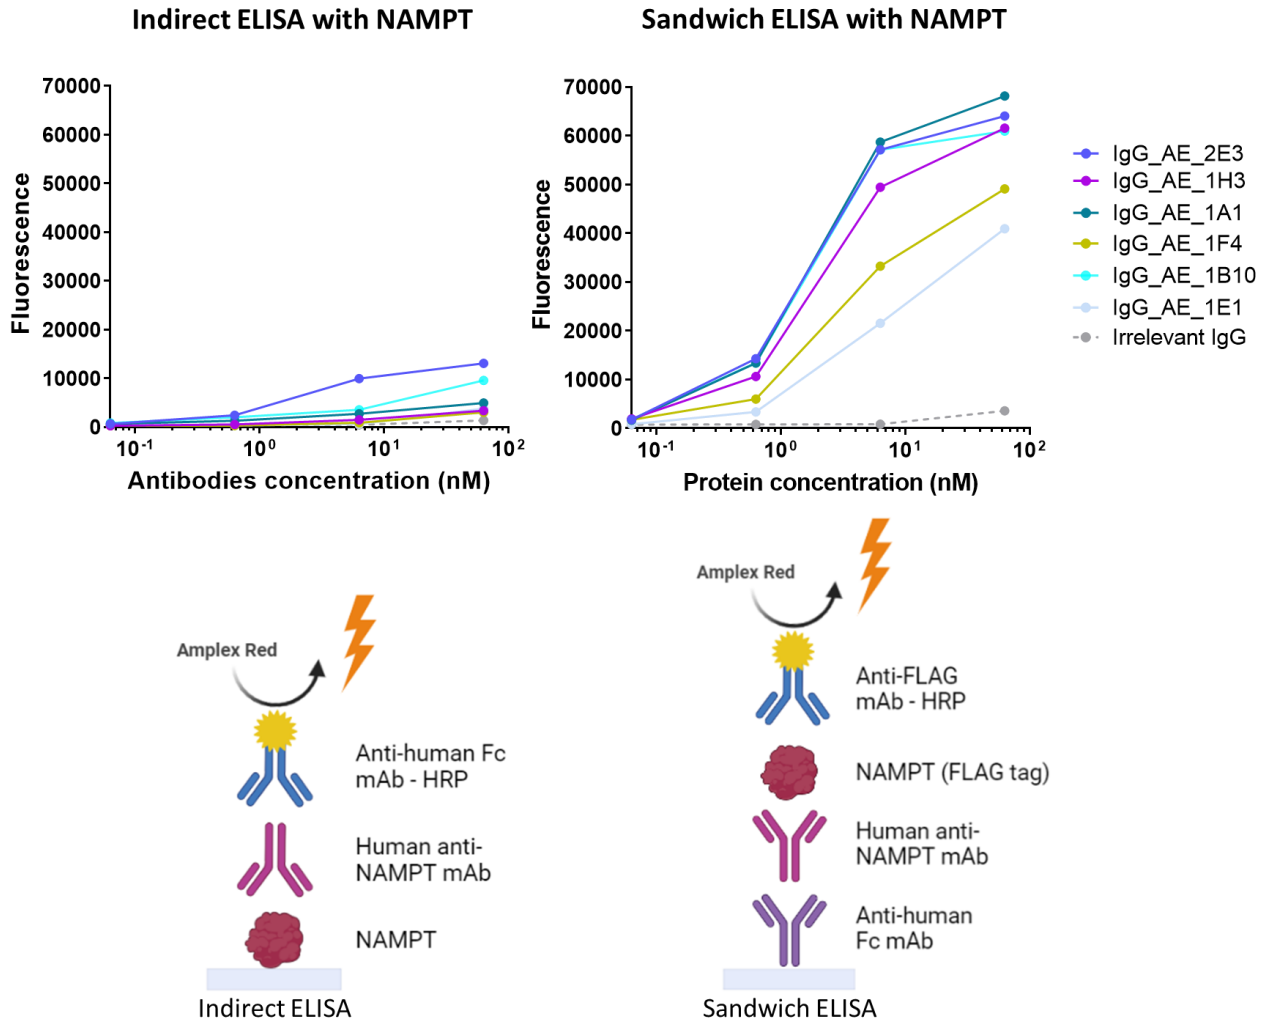 Indirect ELISA with NAMPT
Sandwich ELISA with NAMPT
Fluorescence
70000
60000
50000
40000
30000
20000
10000
0
10-1
100
101
102
Antibodies concentration (nM)
Fluorescence
70000
60000
50000
40000
30000
20000
10000
0
10-1
100
101
102
Protein concentration (nM)
IgG_AE_2E3
IgG_AE_1H3
IgG_AE_1A1
IgG_AE_1F4
IgG_AE_1B10
IgG_AE_1E1
Irrelevant IgG
Amplex Red
Anti-human Fc
mAb - HRP
Human anti-
NAMPT mAb
NAMPT
Indirect ELISA
Amplex Red
Anti-FLAG
mAb - HRP
NAMPT (FLAG tag)
Human anti-
NAMPT mAb
Anti-human
Fc mAb
Sandwich ELISA